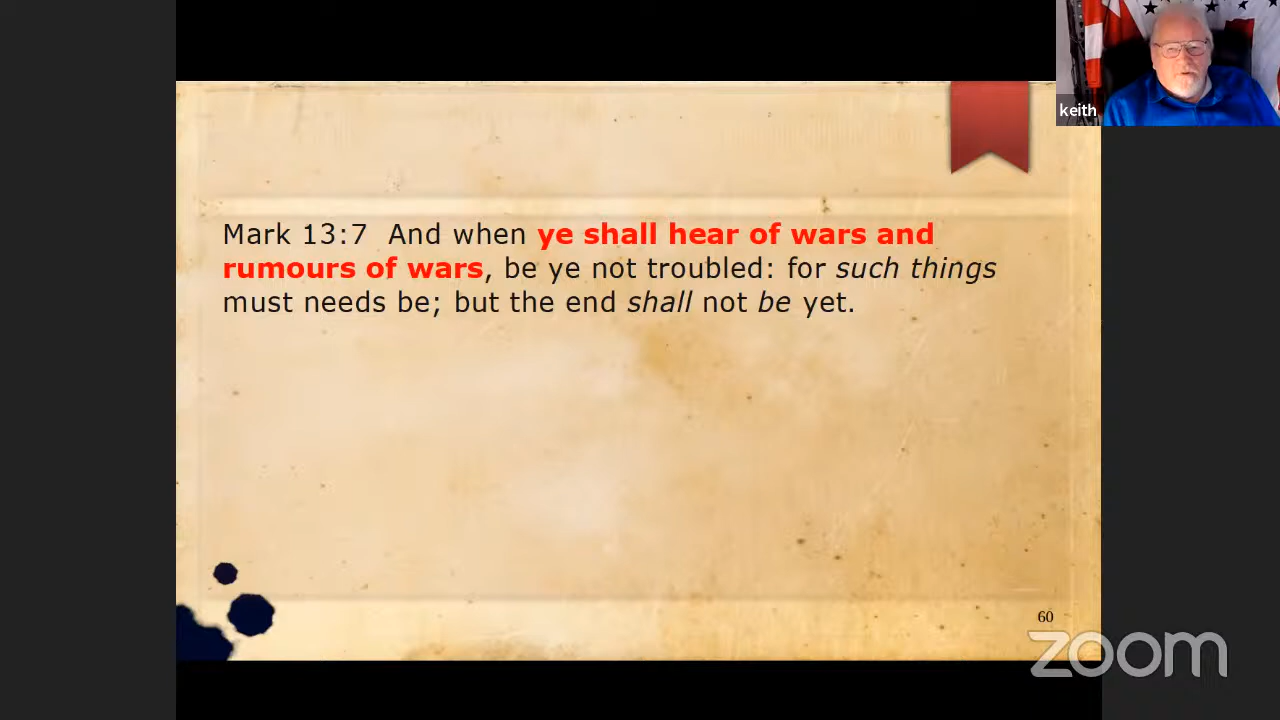 keith
Mark 13:7 And when ye shall hear of wars and
rumours of wars, be ye not troubled: for such things
must needs be; but the end shall not be yet.
60
zoom